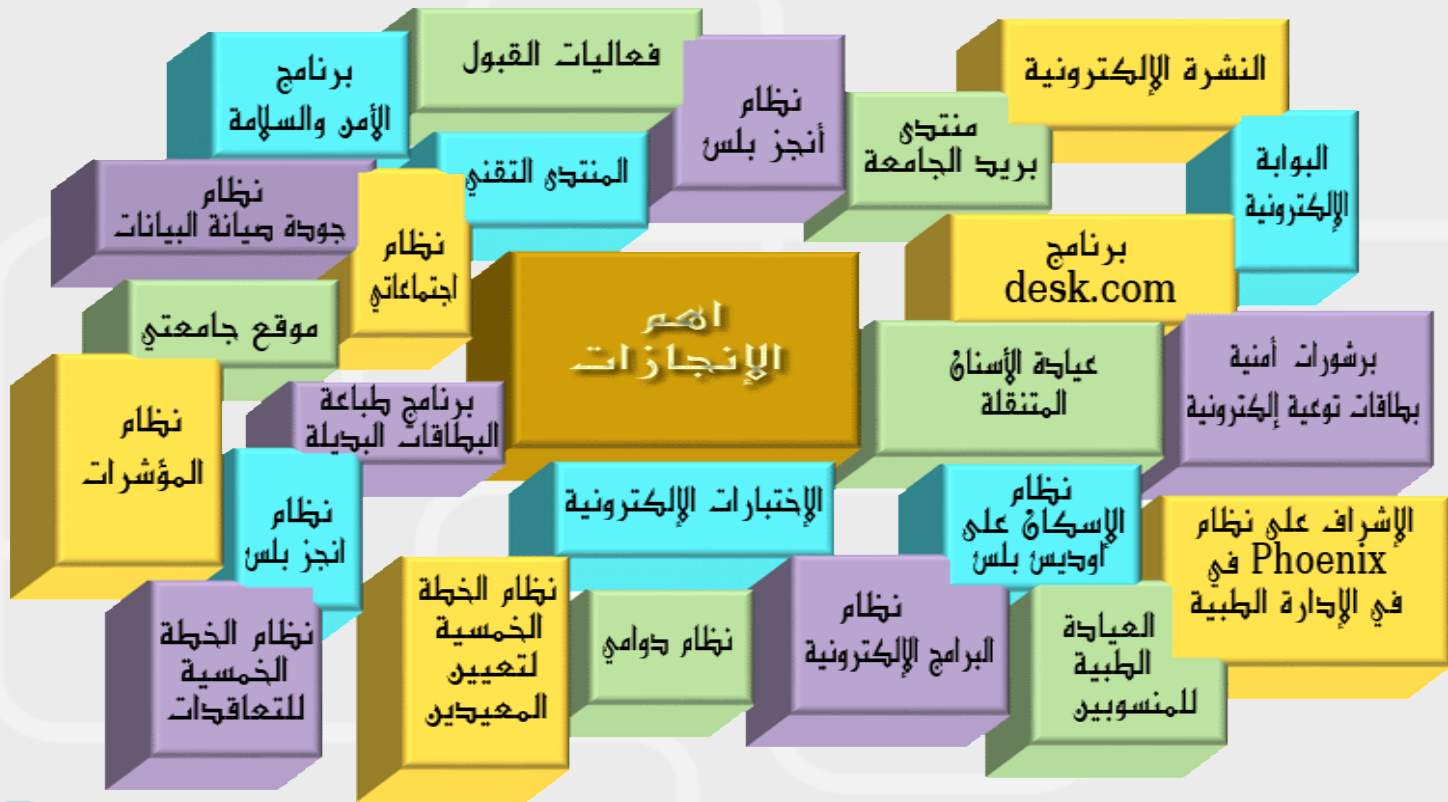 النشرة الإلكترونية
فعاليات القبول
برنامج
الأمن والسلامة
نظام
أنجز بلس
منتدى
بريد الجامعة
البوابة
الإلكترونية
المنتدى التقني
نظام
جودة صيانة البيانات
نظام
اجتماعاتي
برنامج
desk.com
اهم
الإنجازات
موقع جامعتي
برشورات أمنية
بطاقات توعية إلكترونية
عيادة الأسنان
المتنقلة
برنامج طباعة
البطاقات البديلة
نظام
المؤشرات
الإختبارات الإلكترونية
نظام
الإسكان على
أوديس بلس
الإشراف على نظام
Phoenix في
في الإدارة الطبية
نظام
انجز بلس
نظام الخطة
الخمسية
لتعيين
المعيدين
نظام دوامي
نظام
البرامج الإلكترونية
العيادة
الطبية
للمنسوبين
نظام الخطة
الخمسية
للتعاقدات